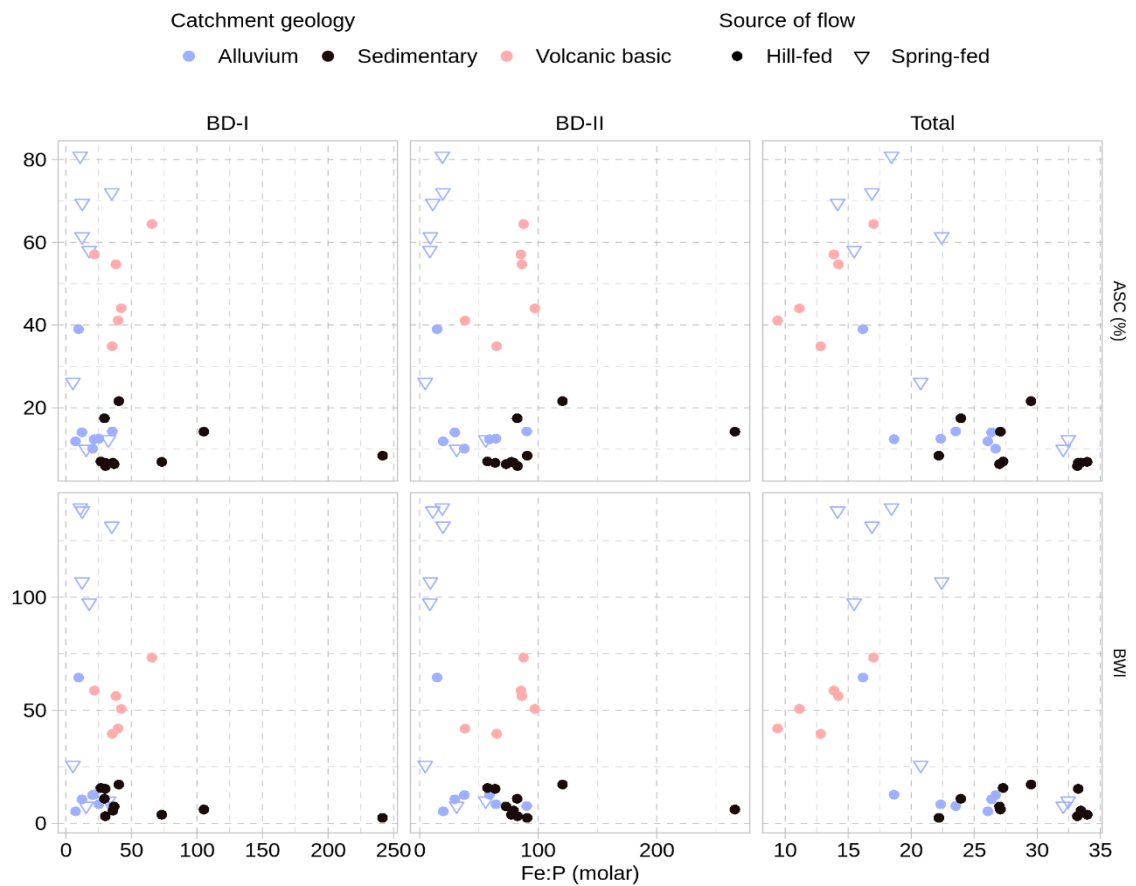 Catchment geology Source of flow
Alluvium Sedimentary Volcanic basic Hill-fed Spring-fed
BD-I BD-II Total
80
60
40
20
ASC (%)
100
50
0
BWI
0 50 100 150 200 250 0 100 200 10 15 20 25 30 35
Fe:P (molar)